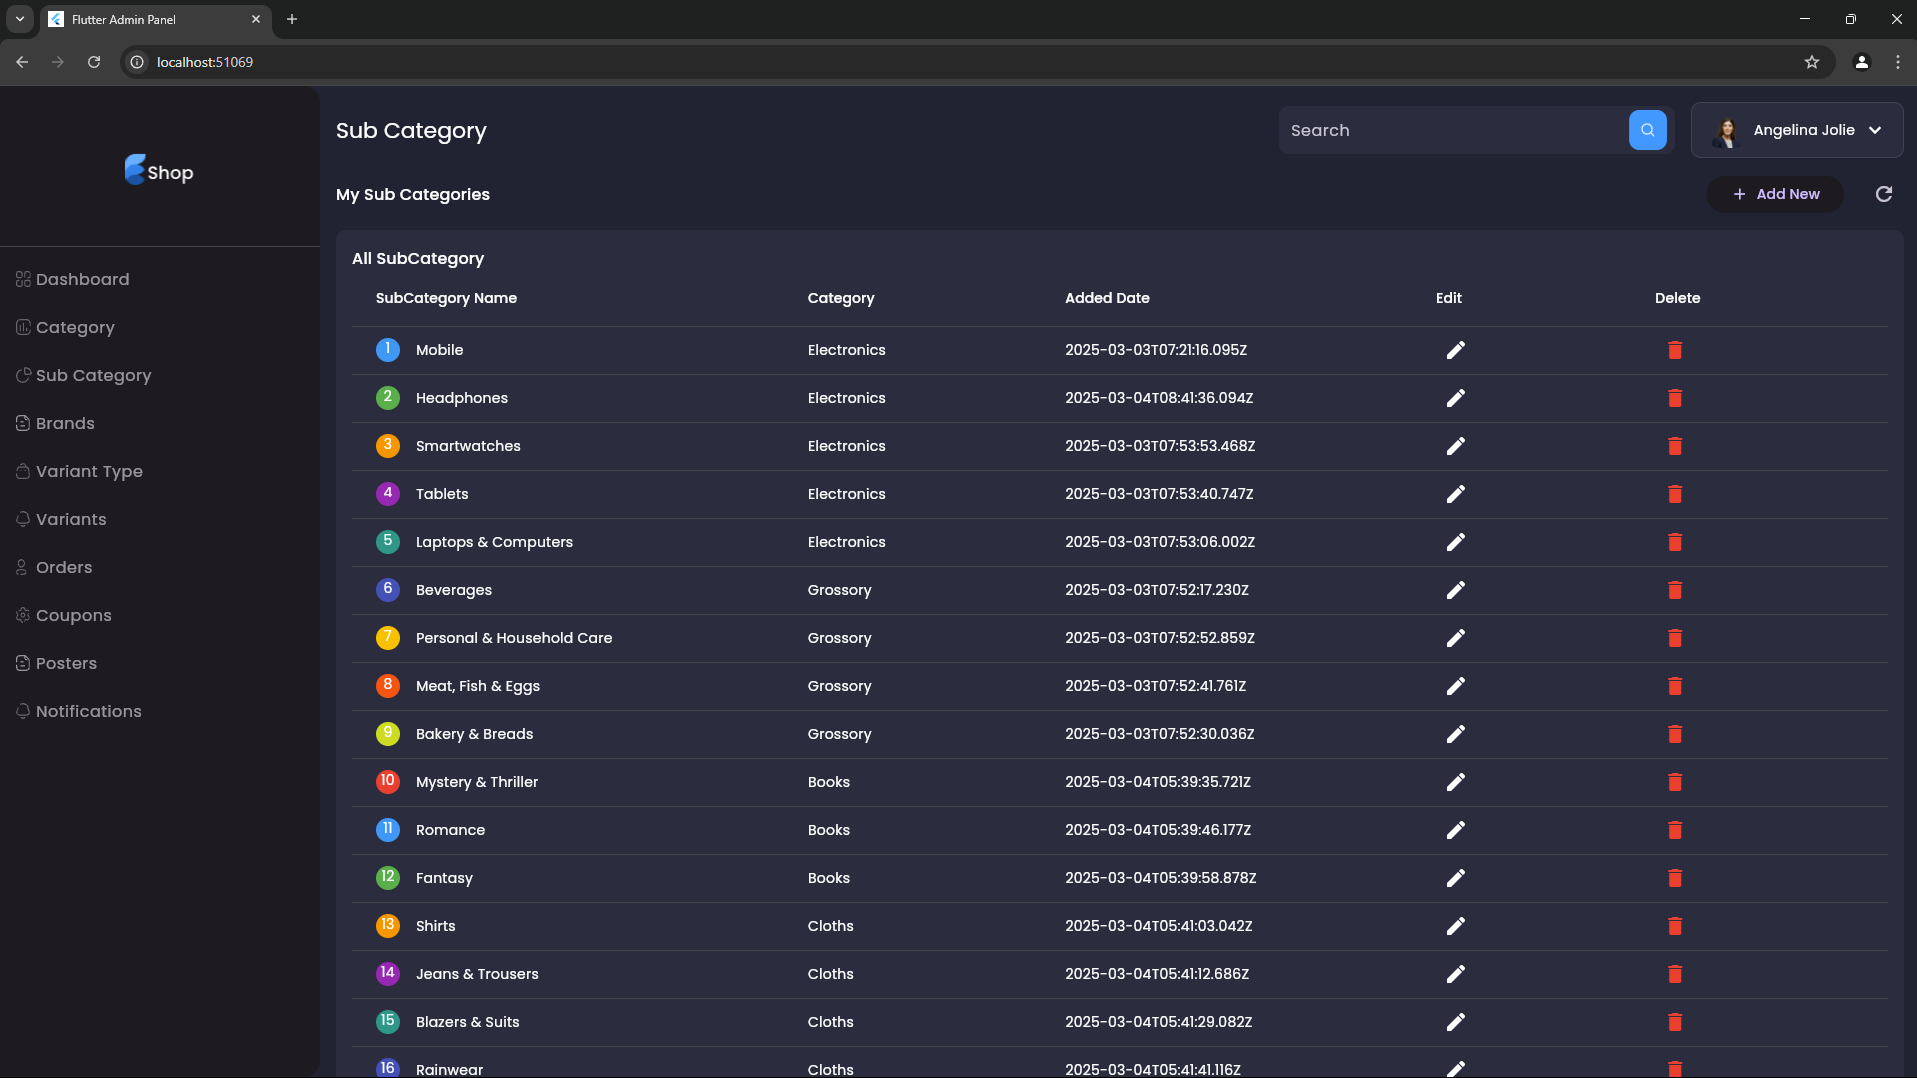 Flutter Admin Panel
localhost:51069
Shop
Dashboard
Category
Sub Category
Brands
Variant Type
Variants
Orders
Coupons
Posters
Notifications
Sub Category
Search
Angelina Jolie
My Sub Categories
+ Add New
All SubCategory
SubCategory Name Category Added Date Edit Delete
1 Mobile Electronics 2025-03-03T07:21:16.095Z
2 Headphones Electronics 2025-03-04T08:41:36.094Z
3 Smartwatches Electronics 2025-03-03T07:53:53.468Z
4 Tablets Electronics 2025-03-03T07:53:40.747Z
5 Laptops & Computers Electronics 2025-03-03T07:53:06.002Z
6 Beverages Grossory 2025-03-03T07:52:17.230Z
7 Personal & Household Care Grossory 2025-03-03T07:52:52.859Z
8 Meat, Fish & Eggs Grossory 2025-03-03T07:52:41.761Z
9 Bakery & Breads Grossory 2025-03-03T07:52:30.036Z
10 Mystery & Thriller Books 2025-03-04T05:39:35.721Z
11 Romance Books 2025-03-04T05:39:46.177Z
12 Fantasy Books 2025-03-04T05:39:58.878Z
13 Shirts Cloths 2025-03-04T05:41:03.042Z
14 Jeans & Trousers Cloths 2025-03-04T05:41:12.686Z
15 Blazers & Suits Cloths 2025-03-04T05:41:29.082Z
16 Rainwear Cloths 2025-03-04T05:41:41.116Z